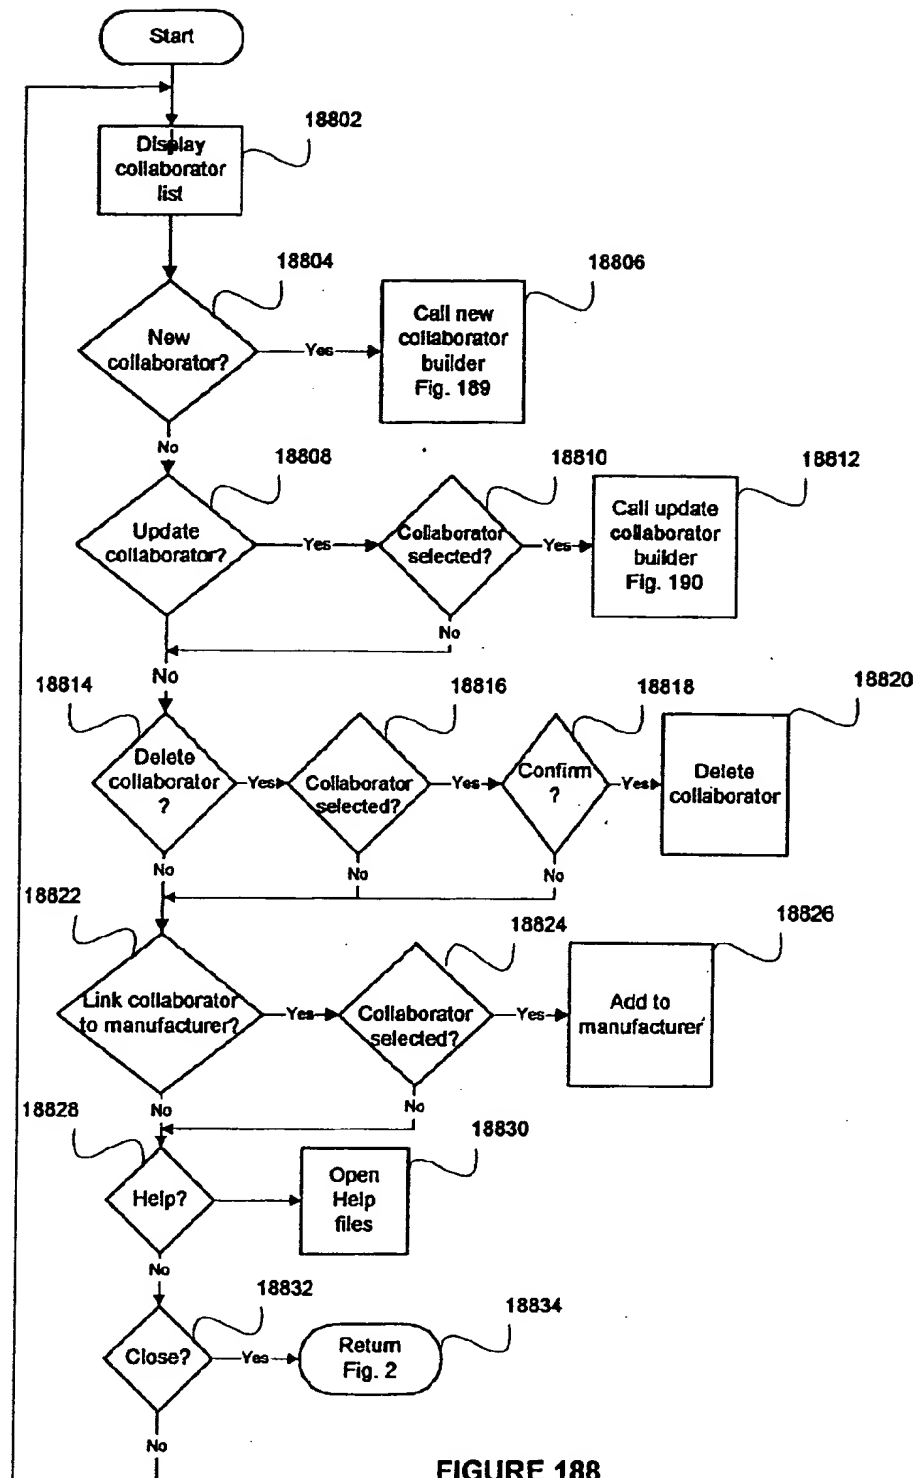 Start
18802
Display
collaborator
list
18804
New
collaborator?
Yes
18806
Call new
collaborator
builder
Fig. 189
No
18808
Update
collaborator?
Yes
18810
Collaborator
selected?
Yes
18812
Call update
collaborator
builder
Fig. 190
No
No
18814
Delete
collaborator
?
Yes
18816
Collaborator
selected?
Yes
18818
Confirm
?
Yes
18820
Delete
collaborator
No
No
No
18822
Link collaborator
to manufacturer?
Yes
18824
Collaborator
selected?
Yes
18826
Add to
manufacturer
No
No
18828
Help?
18830
Open
Help
files
No
18832
Close?
Yes
18834
Return
Fig. 2
No
FIGURE 188